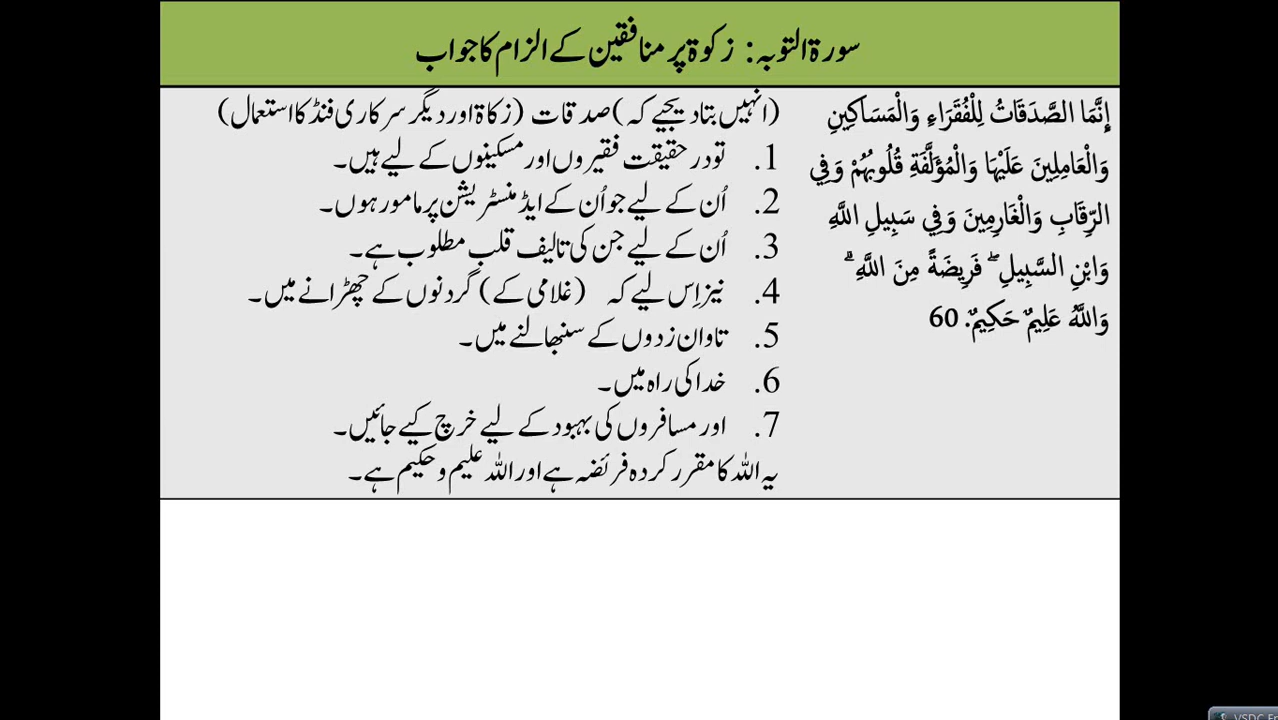 سورۃ التوبہ: زکوۃ پر منافقین کے الزام کا جواب
إِنَّمَا الصَّدَقَاتُ لِلْفُقَرَاءِ وَالْمَسَاكِينِ
وَالْعَامِلِينَ عَلَيْهَا وَالْمُؤَلَّفَةِ قُلُوبُهُمْ وَفِي
الرِّقَابِ وَالْغَارِمِينَ وَفِي سَبِيلِ اللَّهِ
وَابْنِ السَّبِيلِ ۖ فَرِيضَةً مِنَ اللَّهِ ۗ
وَاللَّهُ عَلِيمٌ حَكِيمٌ. 60
(انہیں بتا دیجیے کہ) صدقات (زکاۃ اور دیگر سرکاری فنڈ کا استعمال)
1. تو درحقیقت فقیروں اور مسکینوں کے لیے ہیں۔
2. اُن کے لیے جو اُن کے ایڈمنسٹریشن پر مامور ہوں۔
3. اُن کے لیے جن کی تالیف قلب مطلوب ہے۔
4. نیز اِس لیے کہ (غلامی کے) گردنوں کے چھڑانے میں۔
5. تاوان زدوں کے سنبھالنے میں۔
6. خدا کی راہ میں۔
7. اور مسافروں کی بہبود کے لیے خرچ کیے جائیں۔
یہ اللہ کا مقرر کردہ فرئضہ ہے اور اللہ علیم و حکیم ہے۔
VSDC